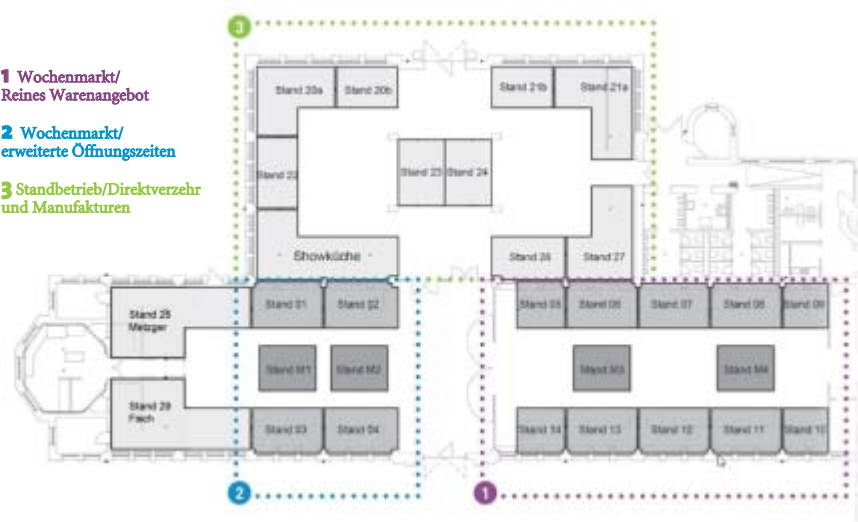 3
1 Wochenmarkt/
Reines Warenangebot
2 Wochenmarkt/
erweiterte Öffnungszeiten
3 Standbetrieb/Direktverzehr
und Manufakturen
Stand 20a Stand 20b Stand 21b Stand 21a
Stand 22 Stand 23 Stand 24
Showküche Stand 26 Stand 27
Stand 25
Metzger
Stand 01 Stand 02 Stand 05 Stand 06 Stand 07 Stand 08 Stand 09
Stand M1 Stand M2 Stand M3 Stand M4
Stand 29
Fisch
Stand 03 Stand 04 Stand 14 Stand 13 Stand 12 Stand 11 Stand 10
2 1